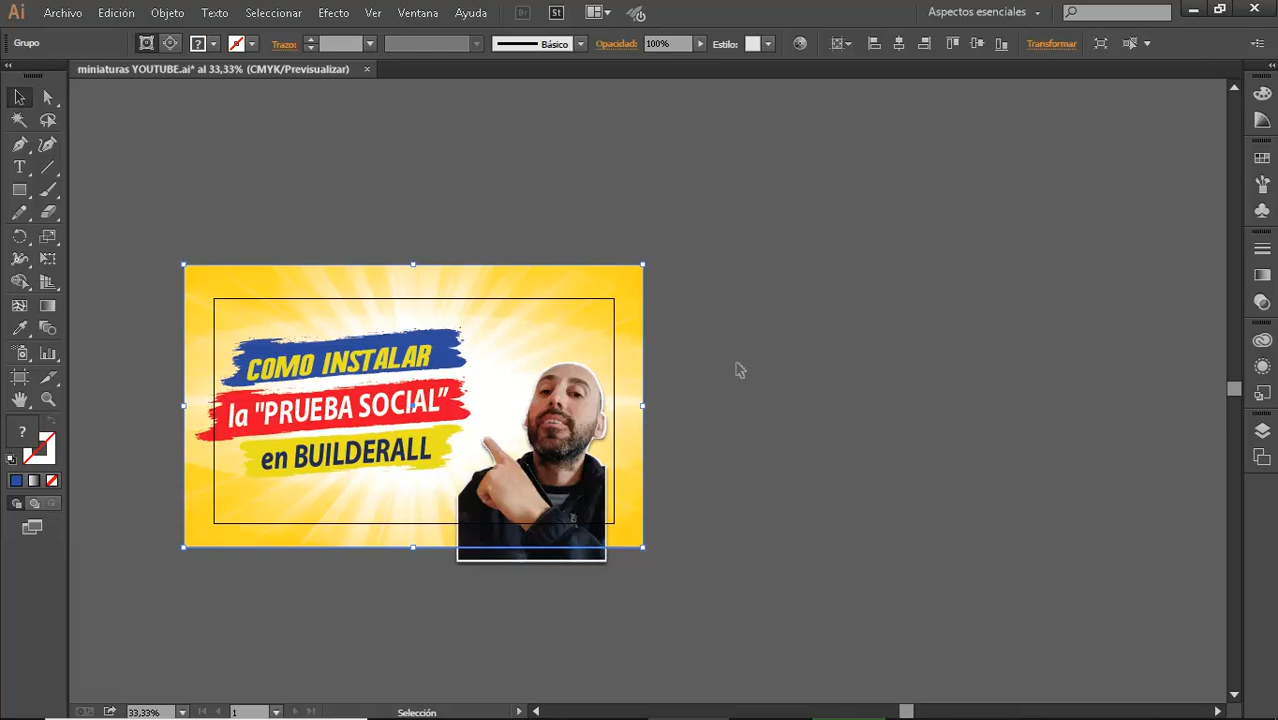 Ai Archivo Edición Objeto Texto Seleccionar Efecto Ver Ventana Ayuda Br St Aspectos esenciales
Grupo ? Trazo: Básico Opacidad: 100% Estilo: Transformar
miniaturas YOUTUBE.ai* al 33,33% (CMYK/Previsualizar) ×
COMO INSTALAR
la "PRUEBA SOCIAL"
en BUILDERALL
?
33,33% 1 Selección